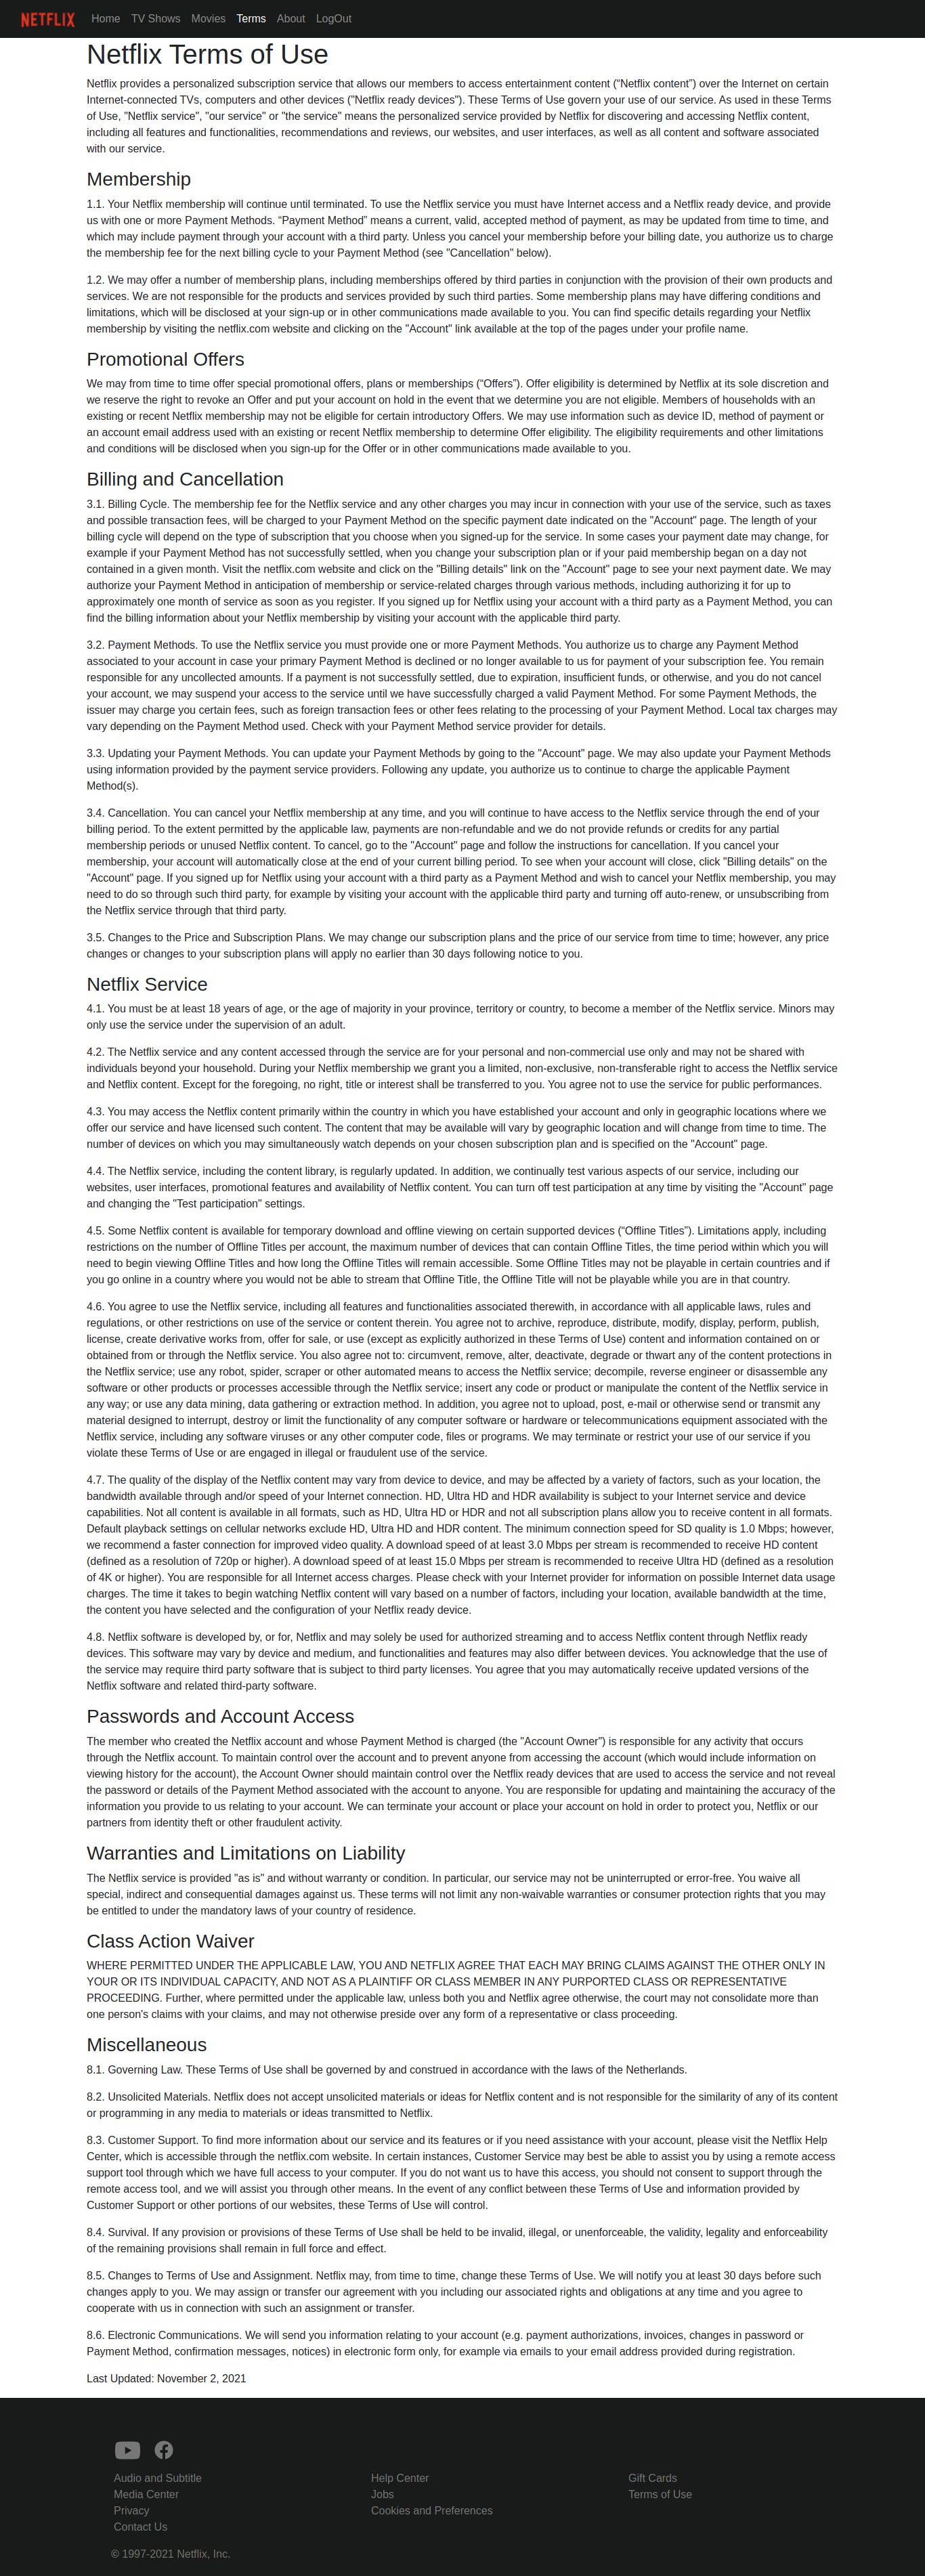 NETFLIX Home TV Shows Movies Terms About LogOut
Netflix Terms of Use
Netflix provides a personalized subscription service that allows our members to access entertainment content (“Netflix content”) over the Internet on certain
Internet-connected TVs, computers and other devices ("Netflix ready devices"). These Terms of Use govern your use of our service. As used in these Terms
of Use, "Netflix service", "our service" or "the service" means the personalized service provided by Netflix for discovering and accessing Netflix content,
including all features and functionalities, recommendations and reviews, our websites, and user interfaces, as well as all content and software associated
with our service.
Membership
1.1. Your Netflix membership will continue until terminated. To use the Netflix service you must have Internet access and a Netflix ready device, and provide
us with one or more Payment Methods. “Payment Method” means a current, valid, accepted method of payment, as may be updated from time to time, and
which may include payment through your account with a third party. Unless you cancel your membership before your billing date, you authorize us to charge
the membership fee for the next billing cycle to your Payment Method (see "Cancellation" below).
1.2. We may offer a number of membership plans, including memberships offered by third parties in conjunction with the provision of their own products and
services. We are not responsible for the products and services provided by such third parties. Some membership plans may have differing conditions and
limitations, which will be disclosed at your sign-up or in other communications made available to you. You can find specific details regarding your Netflix
membership by visiting the netflix.com website and clicking on the "Account" link available at the top of the pages under your profile name.
Promotional Offers
We may from time to time offer special promotional offers, plans or memberships (“Offers”). Offer eligibility is determined by Netflix at its sole discretion and
we reserve the right to revoke an Offer and put your account on hold in the event that we determine you are not eligible. Members of households with an
existing or recent Netflix membership may not be eligible for certain introductory Offers. We may use information such as device ID, method of payment or
an account email address used with an existing or recent Netflix membership to determine Offer eligibility. The eligibility requirements and other limitations
and conditions will be disclosed when you sign-up for the Offer or in other communications made available to you.
Billing and Cancellation
3.1. Billing Cycle. The membership fee for the Netflix service and any other charges you may incur in connection with your use of the service, such as taxes
and possible transaction fees, will be charged to your Payment Method on the specific payment date indicated on the "Account" page. The length of your
billing cycle will depend on the type of subscription that you choose when you signed-up for the service. In some cases your payment date may change, for
example if your Payment Method has not successfully settled, when you change your subscription plan or if your paid membership began on a day not
contained in a given month. Visit the netflix.com website and click on the "Billing details" link on the "Account" page to see your next payment date. We may
authorize your Payment Method in anticipation of membership or service-related charges through various methods, including authorizing it for up to
approximately one month of service as soon as you register. If you signed up for Netflix using your account with a third party as a Payment Method, you can
find the billing information about your Netflix membership by visiting your account with the applicable third party.
3.2. Payment Methods. To use the Netflix service you must provide one or more Payment Methods. You authorize us to charge any Payment Method
associated to your account in case your primary Payment Method is declined or no longer available to us for payment of your subscription fee. You remain
responsible for any uncollected amounts. If a payment is not successfully settled, due to expiration, insufficient funds, or otherwise, and you do not cancel
your account, we may suspend your access to the service until we have successfully charged a valid Payment Method. For some Payment Methods, the
issuer may charge you certain fees, such as foreign transaction fees or other fees relating to the processing of your Payment Method. Local tax charges may
vary depending on the Payment Method used. Check with your Payment Method service provider for details.
3.3. Updating your Payment Methods. You can update your Payment Methods by going to the "Account" page. We may also update your Payment Methods
using information provided by the payment service providers. Following any update, you authorize us to continue to charge the applicable Payment
Method(s).
3.4. Cancellation. You can cancel your Netflix membership at any time, and you will continue to have access to the Netflix service through the end of your
billing period. To the extent permitted by the applicable law, payments are non-refundable and we do not provide refunds or credits for any partial
membership periods or unused Netflix content. To cancel, go to the "Account" page and follow the instructions for cancellation. If you cancel your
membership, your account will automatically close at the end of your current billing period. To see when your account will close, click "Billing details" on the
"Account" page. If you signed up for Netflix using your account with a third party as a Payment Method and wish to cancel your Netflix membership, you may
need to do so through such third party, for example by visiting your account with the applicable third party and turning off auto-renew, or unsubscribing from
the Netflix service through that third party.
3.5. Changes to the Price and Subscription Plans. We may change our subscription plans and the price of our service from time to time; however, any price
changes or changes to your subscription plans will apply no earlier than 30 days following notice to you.
Netflix Service
4.1. You must be at least 18 years of age, or the age of majority in your province, territory or country, to become a member of the Netflix service. Minors may
only use the service under the supervision of an adult.
4.2. The Netflix service and any content accessed through the service are for your personal and non-commercial use only and may not be shared with
individuals beyond your household. During your Netflix membership we grant you a limited, non-exclusive, non-transferable right to access the Netflix service
and Netflix content. Except for the foregoing, no right, title or interest shall be transferred to you. You agree not to use the service for public performances.
4.3. You may access the Netflix content primarily within the country in which you have established your account and only in geographic locations where we
offer our service and have licensed such content. The content that may be available will vary by geographic location and will change from time to time. The
number of devices on which you may simultaneously watch depends on your chosen subscription plan and is specified on the "Account" page.
4.4. The Netflix service, including the content library, is regularly updated. In addition, we continually test various aspects of our service, including our
websites, user interfaces, promotional features and availability of Netflix content. You can turn off test participation at any time by visiting the "Account" page
and changing the "Test participation" settings.
4.5. Some Netflix content is available for temporary download and offline viewing on certain supported devices (“Offline Titles”). Limitations apply, including
restrictions on the number of Offline Titles per account, the maximum number of devices that can contain Offline Titles, the time period within which you will
need to begin viewing Offline Titles and how long the Offline Titles will remain accessible. Some Offline Titles may not be playable in certain countries and if
you go online in a country where you would not be able to stream that Offline Title, the Offline Title will not be playable while you are in that country.
4.6. You agree to use the Netflix service, including all features and functionalities associated therewith, in accordance with all applicable laws, rules and
regulations, or other restrictions on use of the service or content therein. You agree not to archive, reproduce, distribute, modify, display, perform, publish,
license, create derivative works from, offer for sale, or use (except as explicitly authorized in these Terms of Use) content and information contained on or
obtained from or through the Netflix service. You also agree not to: circumvent, remove, alter, deactivate, degrade or thwart any of the content protections in
the Netflix service; use any robot, spider, scraper or other automated means to access the Netflix service; decompile, reverse engineer or disassemble any
software or other products or processes accessible through the Netflix service; insert any code or product or manipulate the content of the Netflix service in
any way; or use any data mining, data gathering or extraction method. In addition, you agree not to upload, post, e-mail or otherwise send or transmit any
material designed to interrupt, destroy or limit the functionality of any computer software or hardware or telecommunications equipment associated with the
Netflix service, including any software viruses or any other computer code, files or programs. We may terminate or restrict your use of our service if you
violate these Terms of Use or are engaged in illegal or fraudulent use of the service.
4.7. The quality of the display of the Netflix content may vary from device to device, and may be affected by a variety of factors, such as your location, the
bandwidth available through and/or speed of your Internet connection. HD, Ultra HD and HDR availability is subject to your Internet service and device
capabilities. Not all content is available in all formats, such as HD, Ultra HD or HDR and not all subscription plans allow you to receive content in all formats.
Default playback settings on cellular networks exclude HD, Ultra HD and HDR content. The minimum connection speed for SD quality is 1.0 Mbps; however,
we recommend a faster connection for improved video quality. A download speed of at least 3.0 Mbps per stream is recommended to receive HD content
(defined as a resolution of 720p or higher). A download speed of at least 15.0 Mbps per stream is recommended to receive Ultra HD (defined as a resolution
of 4K or higher). You are responsible for all Internet access charges. Please check with your Internet provider for information on possible Internet data usage
charges. The time it takes to begin watching Netflix content will vary based on a number of factors, including your location, available bandwidth at the time,
the content you have selected and the configuration of your Netflix ready device.
4.8. Netflix software is developed by, or for, Netflix and may solely be used for authorized streaming and to access Netflix content through Netflix ready
devices. This software may vary by device and medium, and functionalities and features may also differ between devices. You acknowledge that the use of
the service may require third party software that is subject to third party licenses. You agree that you may automatically receive updated versions of the
Netflix software and related third-party software.
Passwords and Account Access
The member who created the Netflix account and whose Payment Method is charged (the "Account Owner") is responsible for any activity that occurs
through the Netflix account. To maintain control over the account and to prevent anyone from accessing the account (which would include information on
viewing history for the account), the Account Owner should maintain control over the Netflix ready devices that are used to access the service and not reveal
the password or details of the Payment Method associated with the account to anyone. You are responsible for updating and maintaining the accuracy of the
information you provide to us relating to your account. We can terminate your account or place your account on hold in order to protect you, Netflix or our
partners from identity theft or other fraudulent activity.
Warranties and Limitations on Liability
The Netflix service is provided "as is" and without warranty or condition. In particular, our service may not be uninterrupted or error-free. You waive all
special, indirect and consequential damages against us. These terms will not limit any non-waivable warranties or consumer protection rights that you may
be entitled to under the mandatory laws of your country of residence.
Class Action Waiver
WHERE PERMITTED UNDER THE APPLICABLE LAW, YOU AND NETFLIX AGREE THAT EACH MAY BRING CLAIMS AGAINST THE OTHER ONLY IN
YOUR OR ITS INDIVIDUAL CAPACITY, AND NOT AS A PLAINTIFF OR CLASS MEMBER IN ANY PURPORTED CLASS OR REPRESENTATIVE
PROCEEDING. Further, where permitted under the applicable law, unless both you and Netflix agree otherwise, the court may not consolidate more than
one person's claims with your claims, and may not otherwise preside over any form of a representative or class proceeding.
Miscellaneous
8.1. Governing Law. These Terms of Use shall be governed by and construed in accordance with the laws of the Netherlands.
8.2. Unsolicited Materials. Netflix does not accept unsolicited materials or ideas for Netflix content and is not responsible for the similarity of any of its content
or programming in any media to materials or ideas transmitted to Netflix.
8.3. Customer Support. To find more information about our service and its features or if you need assistance with your account, please visit the Netflix Help
Center, which is accessible through the netflix.com website. In certain instances, Customer Service may best be able to assist you by using a remote access
support tool through which we have full access to your computer. If you do not want us to have this access, you should not consent to support through the
remote access tool, and we will assist you through other means. In the event of any conflict between these Terms of Use and information provided by
Customer Support or other portions of our websites, these Terms of Use will control.
8.4. Survival. If any provision or provisions of these Terms of Use shall be held to be invalid, illegal, or unenforceable, the validity, legality and enforceability
of the remaining provisions shall remain in full force and effect.
8.5. Changes to Terms of Use and Assignment. Netflix may, from time to time, change these Terms of Use. We will notify you at least 30 days before such
changes apply to you. We may assign or transfer our agreement with you including our associated rights and obligations at any time and you agree to
cooperate with us in connection with such an assignment or transfer.
8.6. Electronic Communications. We will send you information relating to your account (e.g. payment authorizations, invoices, changes in password or
Payment Method, confirmation messages, notices) in electronic form only, for example via emails to your email address provided during registration.
Last Updated: November 2, 2021
Audio and Subtitle
Media Center
Privacy
Contact Us
Help Center
Jobs
Cookies and Preferences
Gift Cards
Terms of Use
© 1997-2021 Netflix, Inc.